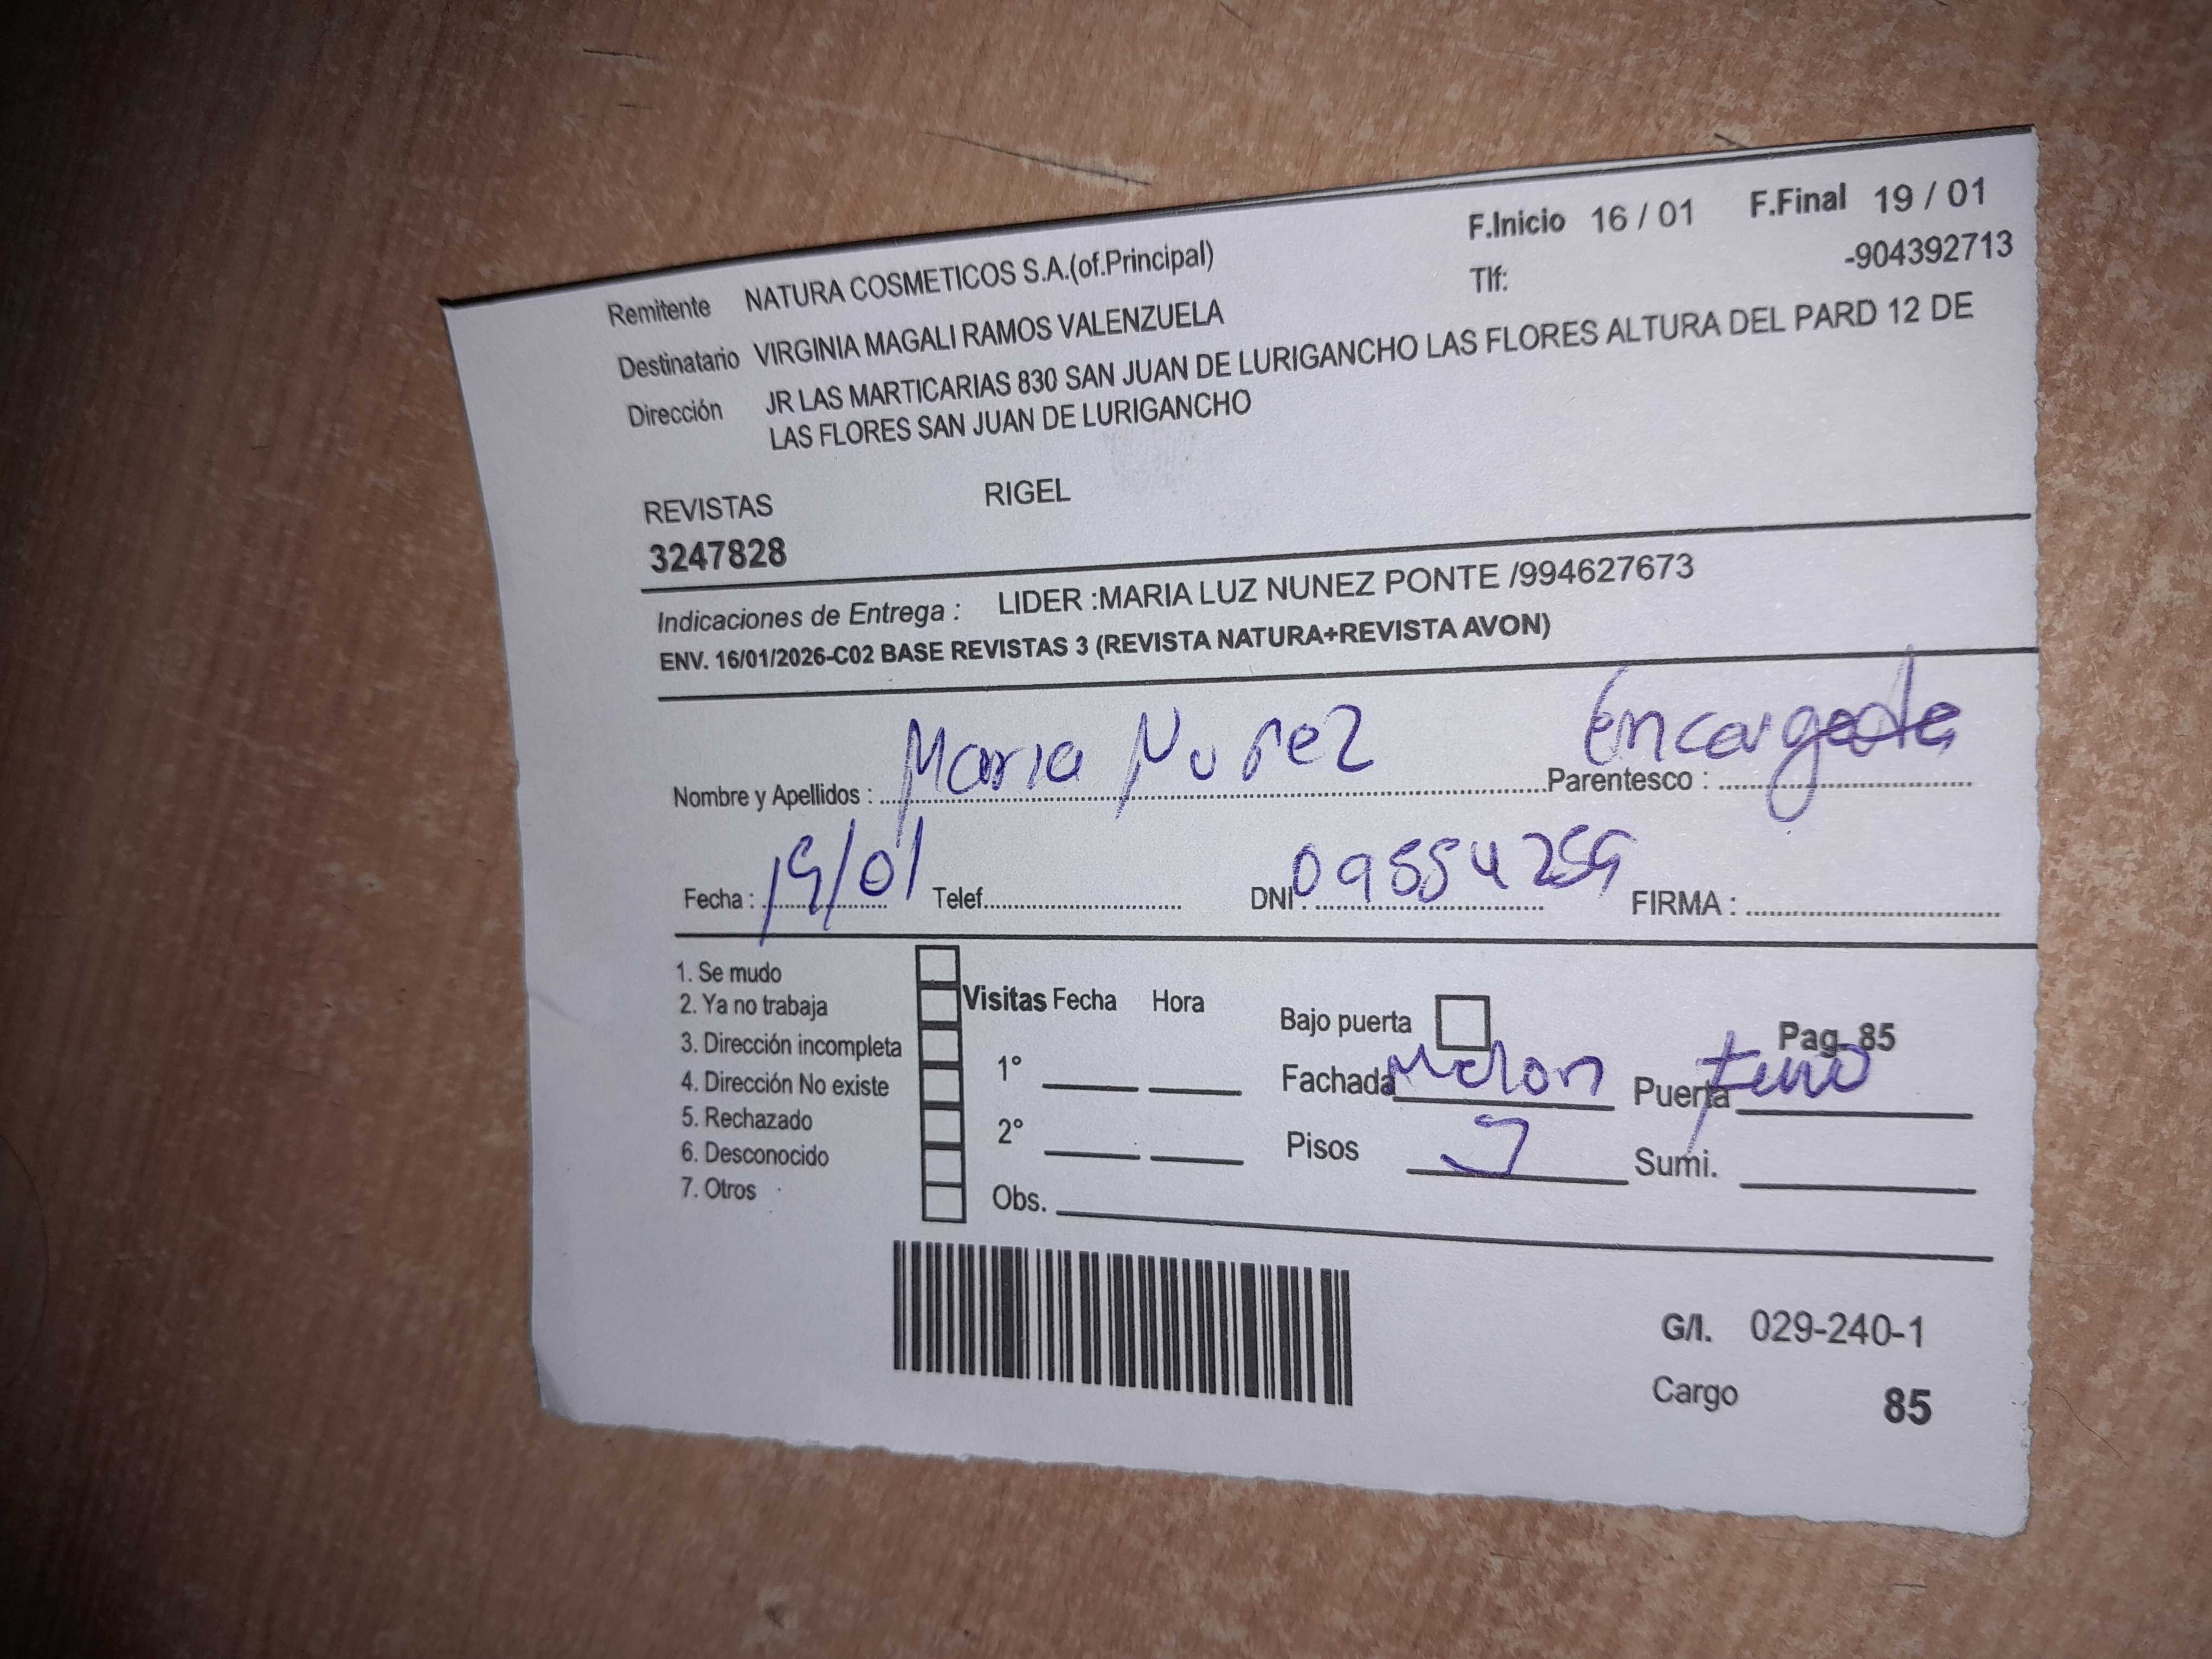 F.Inicio 16 / 01 F.Final 19 / 01
Remitente NATURA COSMETICOS S.A.(of.Principal) Tlf: -904392713
Destinatario VIRGINIA MAGALI RAMOS VALENZUELA
Dirección JR LAS MARTICARIAS 830 SAN JUAN DE LURIGANCHO LAS FLORES ALTURA DEL PARD 12 DE
LAS FLORES SAN JUAN DE LURIGANCHO
REVISTAS RIGEL
3247828
Indicaciones de Entrega : LIDER :MARIA LUZ NUNEZ PONTE /994627673
ENV. 16/01/2026-C02 BASE REVISTAS 3 (REVISTA NATURA+REVISTA AVON)
Nombre y Apellidos : Maria Nuñez Parentesco : Encargada
Fecha : 19/01 Telef. DNI : FIRMA :
1. Se mudo
2. Ya no trabaja
3. Dirección incompleta
4. Dirección No existe
5. Rechazado
6. Desconocido
7. Otros
Visitas Fecha Hora
1°
2°
Obs.
Bajo puerta Pag. 85
Fachada Melon Puerta
Pisos Sumi.
G/I. 029-240-1
Cargo 85